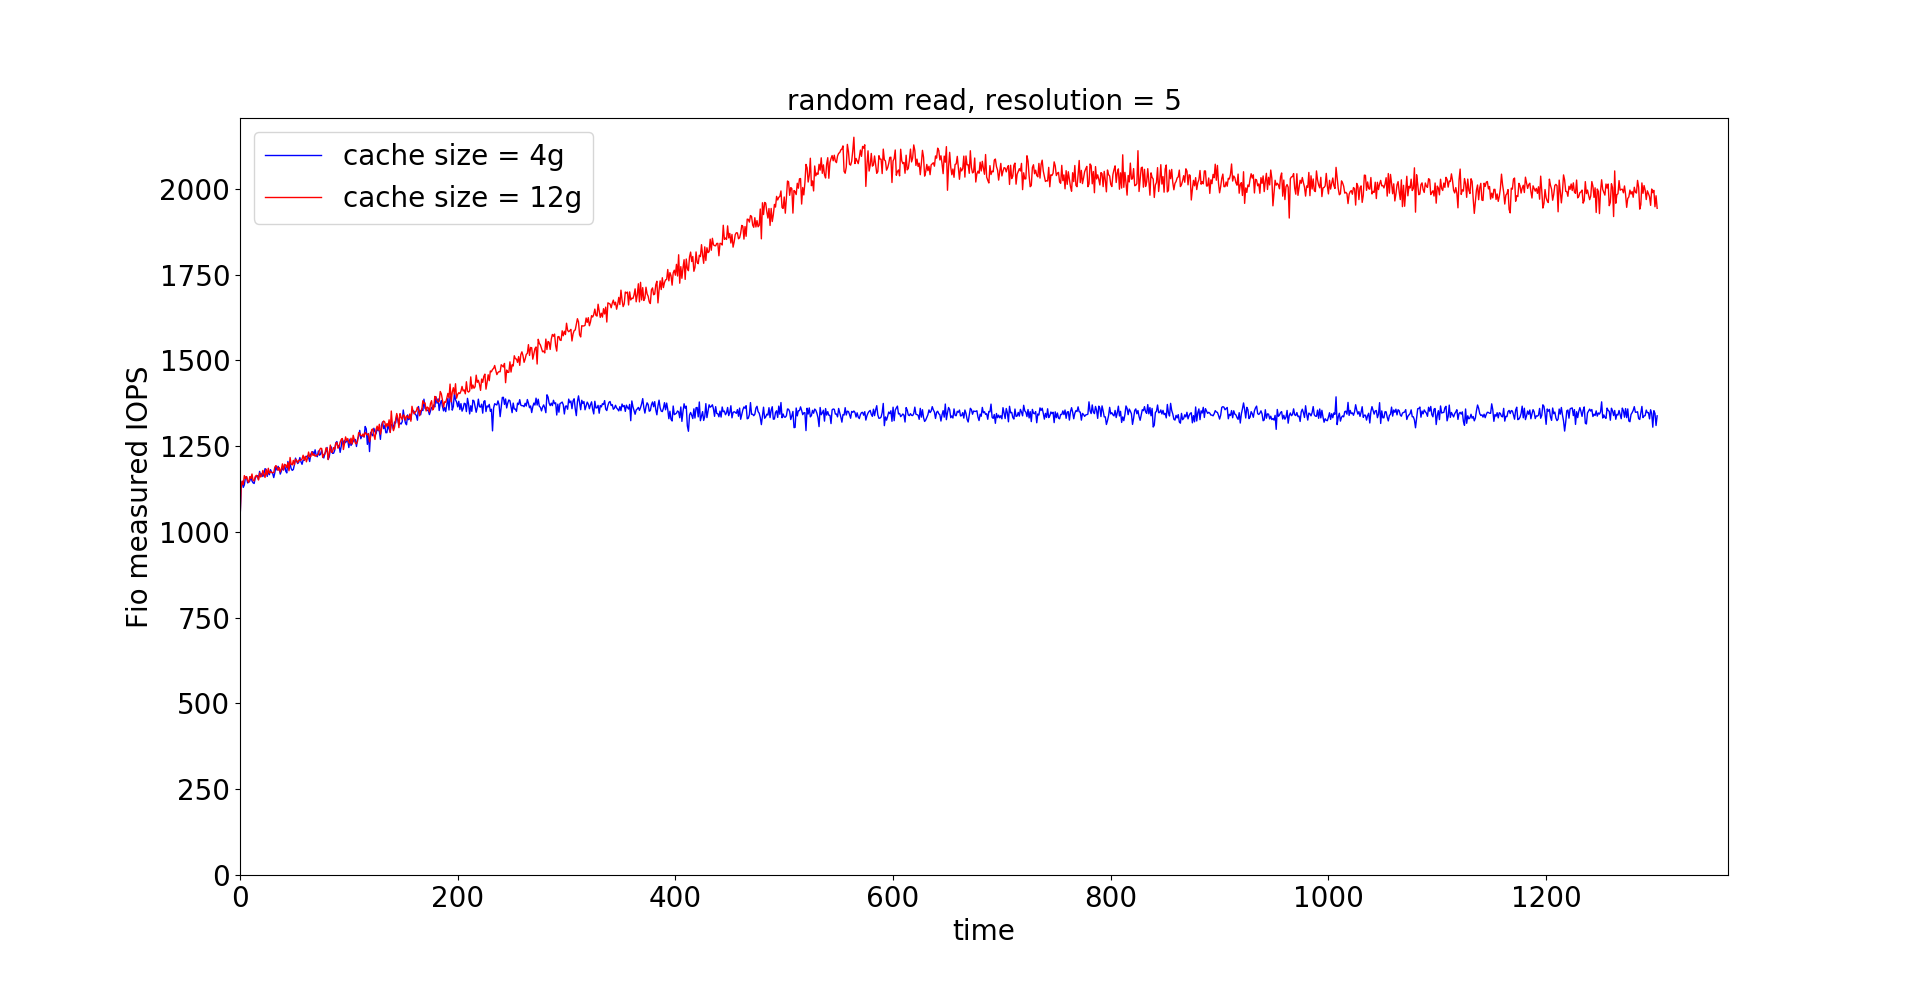 random read, resolution = 5
cache size = 4g
cache size = 12g
Fio measured IOPS
2000
1750
1500
1250
1000
750
500
250
0
0 200 400 600 800 1000 1200
time